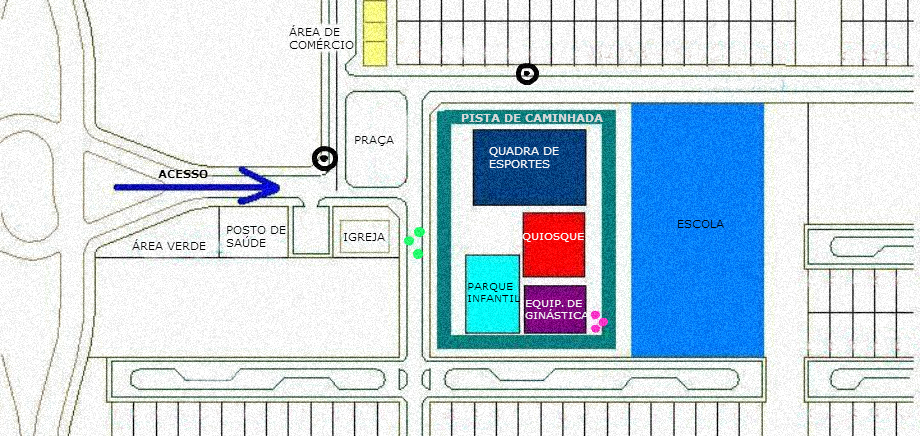 ÁREA DE
COMÉRCIO
PISTA DE CAMINHADA
PRAÇA
QUADRA DE
ESPORTES
ACESSO
ESCOLA
POSTO DE
SAÚDE
IGREJA
QUIOSQUE
ÁREA VERDE
PARQUE
INFANTIL
EQUIP. DE
GINÁSTICA